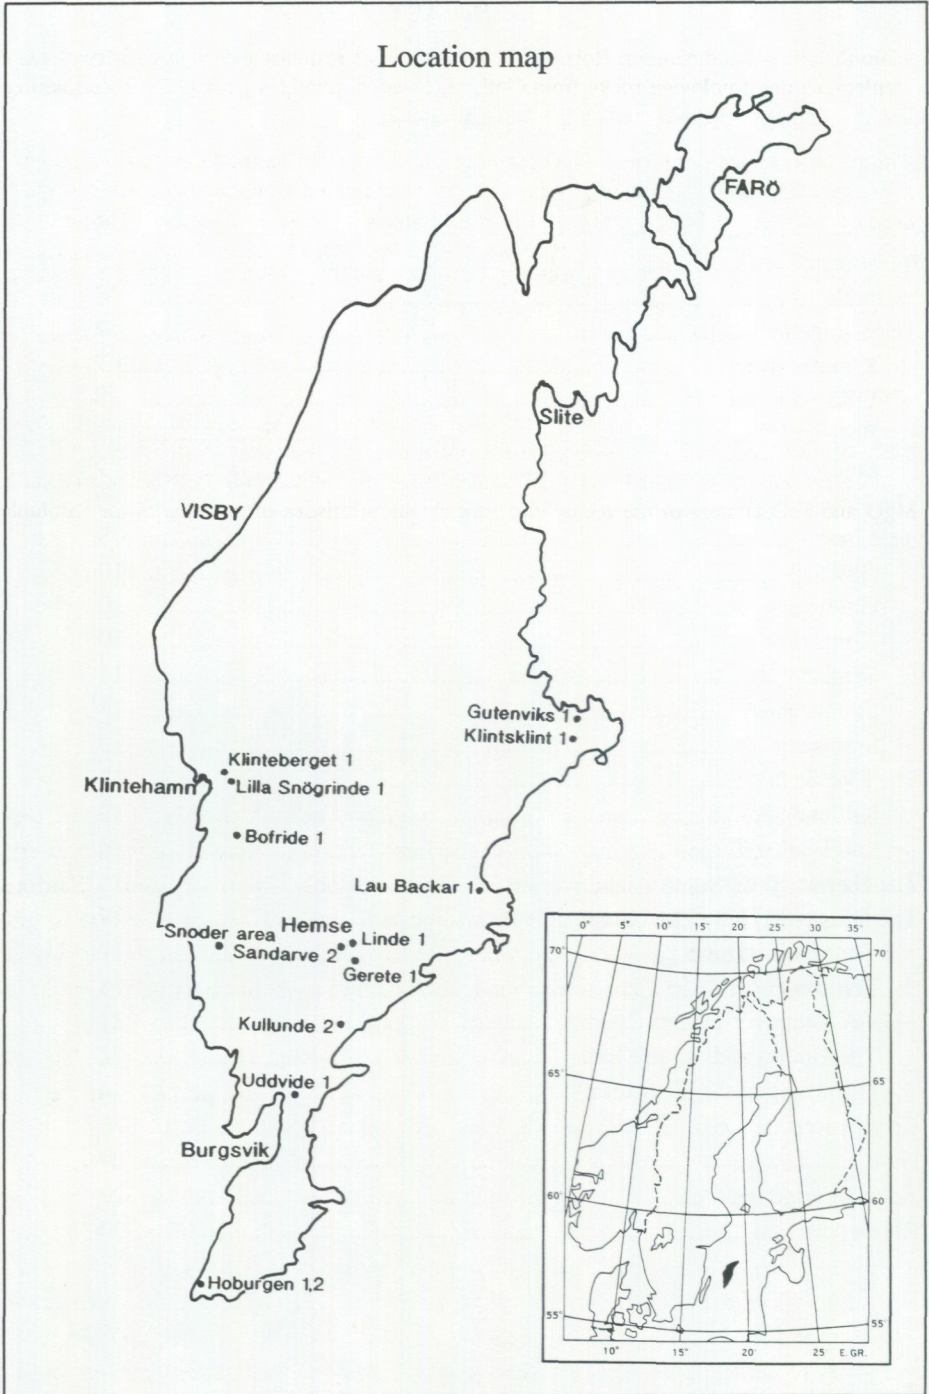 Location map
FARÖ
Slite
VISBY
Gutenviks 1
Klintsklint 1
Klinteberget 1
Klintehamn
Lilla Snögrinde 1
Bofride 1
Lau Backar 1
Snoder area
Hemse
Linde 1
Sandarve 2
Gerete 1
Kullunde 2
Uddvide 1
Burgsvik
Hoburgen 1,2
0° 5° 10° 15° 20° 25° 30° 35°
70° 70
65° 65
60° 60
55° 55°
10° 15° 20° 25 E. GR.